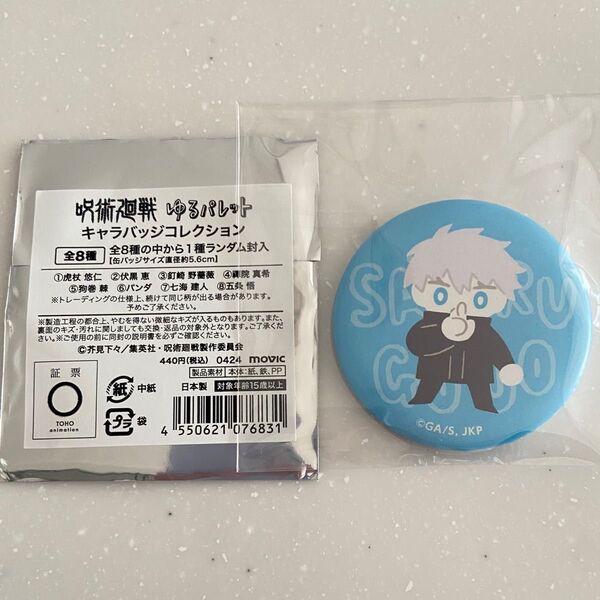 呪術廻戦 ゆるパレット
キャラバッジコレクション
全8種 全8種の中から1種ランダム封入
【缶バッジサイズ直径約5.6cm】
①虎杖 悠仁 ②伏黒 恵 ③釘崎 野薔薇 ④禪院 真希
⑤狗巻 棘 ⑥パンダ ⑦七海 建人 ⑧五条 悟
※トレーディングの仕様上、続けて同じ柄が出る場合があります。
予めご了承ください。
※製造工程の都合上、やむを得ない微細なキズが入るものもあります。また、
裏面のキズ・汚れに関しましても交換・返品の対象外となります。ご了承くださ
い。※ご使用の前に同封の説明書を必ずご確認ください。
©芥見下々／集英社・呪術廻戦製作委員会
440円(税込) 0424 movic
製品素材 本体:紙、鉄、PP
日本製 対象年齢15歳以上
証票
TOHO
animation
紙 中紙
プラ 袋
4 550621 076831
SATORU
GOJO
©GA/S, JKP